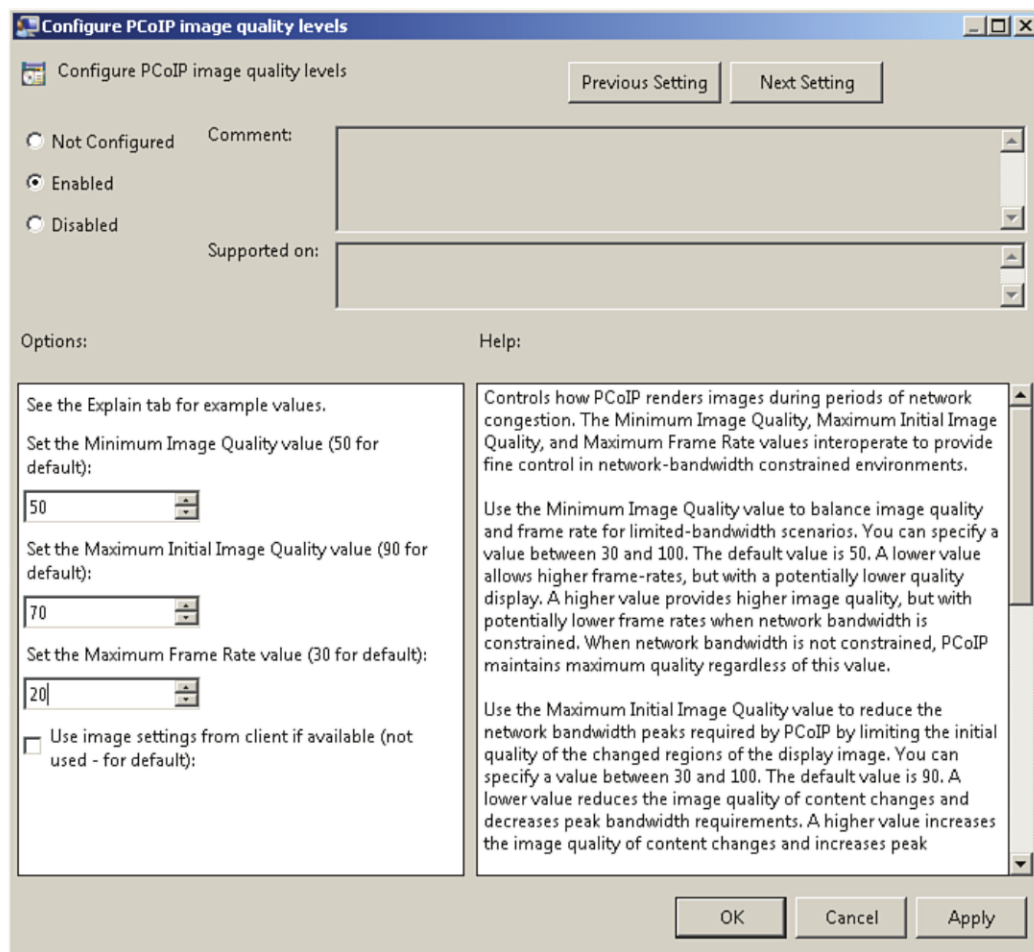 Configure PCoIP image quality levels
Configure PCoIP image quality levels
Previous Setting
Next Setting
Not Configured
Comment:
Enabled
Disabled
Supported on:
Options:
Help:
See the Explain tab for example values.
Set the Minimum Image Quality value (50 for
default):
50
Set the Maximum Initial Image Quality value (90 for
default):
70
Set the Maximum Frame Rate value (30 for default):
20
Use image settings from client if available (not
used - for default):
Controls how PCoIP renders images during periods of network
congestion. The Minimum Image Quality, Maximum Initial Image
Quality, and Maximum Frame Rate values interoperate to provide
fine control in network-bandwidth constrained environments.
Use the Minimum Image Quality value to balance image quality
and frame rate for limited-bandwidth scenarios. You can specify a
value between 30 and 100. The default value is 50. A lower value
allows higher frame-rates, but with a potentially lower quality
display. A higher value provides higher image quality, but with
potentially lower frame rates when network bandwidth is
constrained. When network bandwidth is not constrained, PCoIP
maintains maximum quality regardless of this value.
Use the Maximum Initial Image Quality value to reduce the
network bandwidth peaks required by PCoIP by limiting the initial
quality of the changed regions of the display image. You can
specify a value between 30 and 100. The default value is 90. A
lower value reduces the image quality of content changes and
decreases peak bandwidth requirements. A higher value increases
the image quality of content changes and increases peak
OK
Cancel
Apply